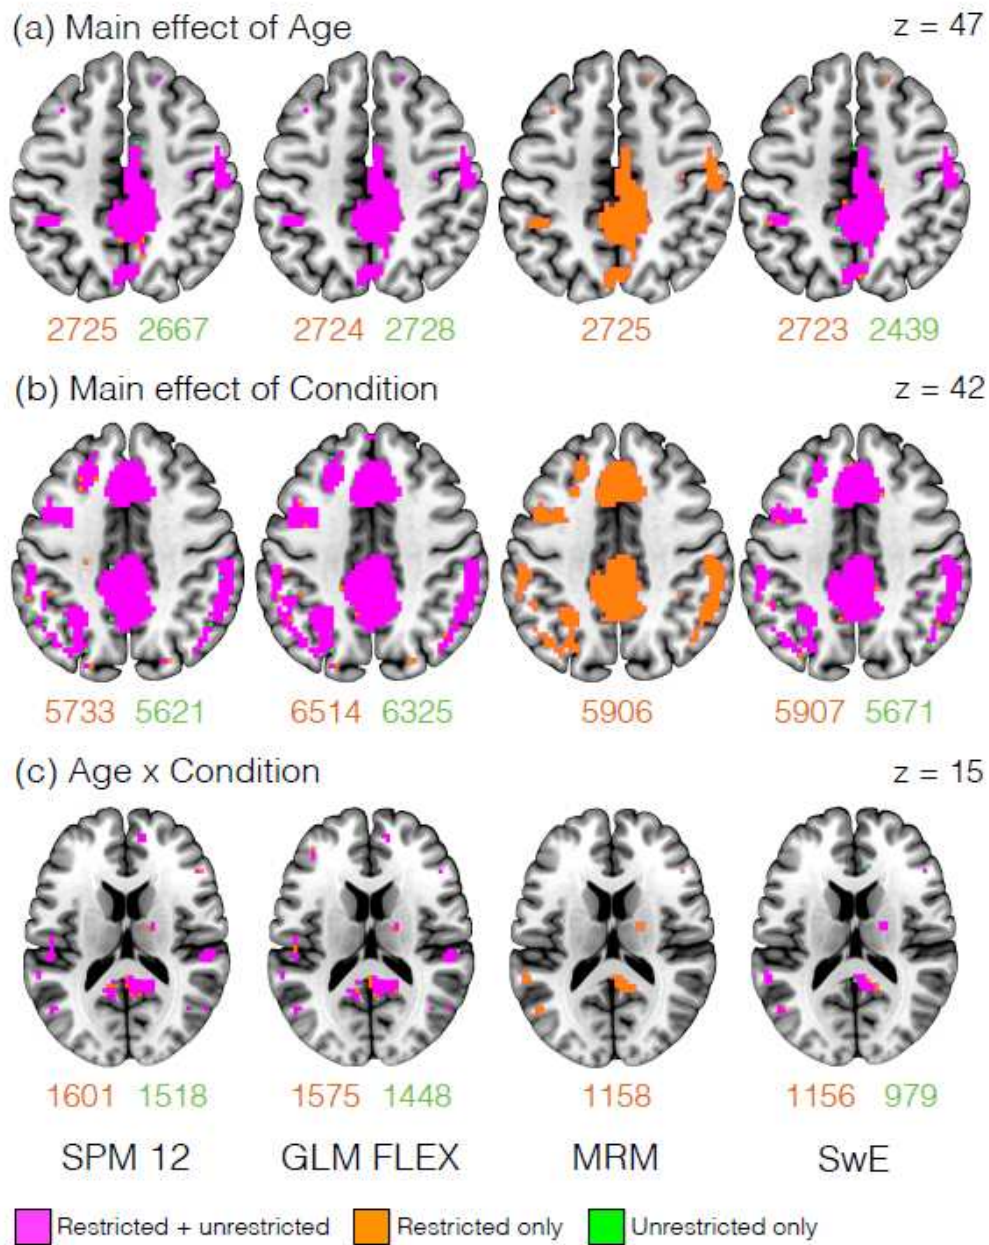 (a) Main effect of Age z = 47
2725 2667 2724 2728 2725 2723 2439
(b) Main effect of Condition z = 42
5733 5621 6514 6325 5906 5907 5671
(c) Age x Condition z = 15
1601 1518 1575 1448 1158 1156 979
SPM 12 GLM FLEX MRM SwE
Restricted + unrestricted Restricted only Unrestricted only